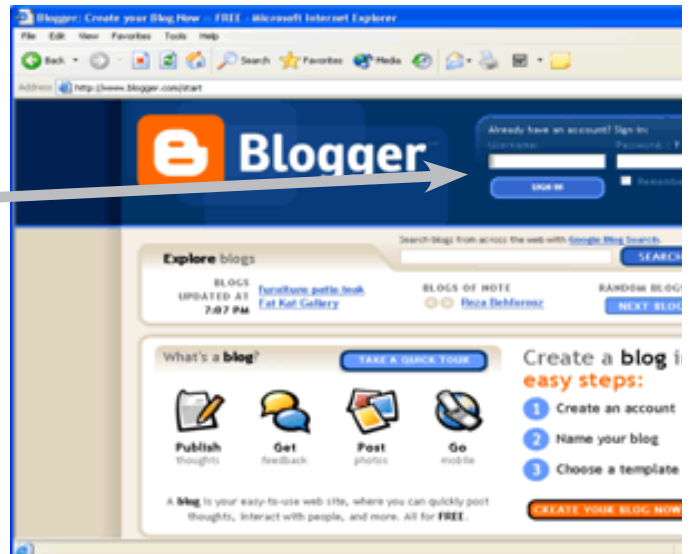 Blogger: Create your Blog Now -- FREE - Microsoft Internet Explorer
File Edit View Favorites Tools Help
Back Search Favorites Media
Address http://www.blogger.com/start
Blogger
Already have an account? Sign in:
Username: Password:
SIGN IN
Search blogs from across the web with Google Blog Search.
Explore blogs
SEARCH
BLOGS UPDATED AT 7:07 PM
furniture patio teak
Fat Kat Gallery
BLOGS OF NOTE
Reza Behforooz
RANDOM BLOGS
NEXT BLOG
What's a blog?
TAKE A QUICK TOUR
Publish thoughts
Get feedback
Post photos
Go mobile
A blog is your easy-to-use web site, where you can quickly post
thoughts, interact with people, and more. All for FREE.
Create a blog in
easy steps:
1 Create an account
2 Name your blog
3 Choose a template
CREATE YOUR BLOG NOW